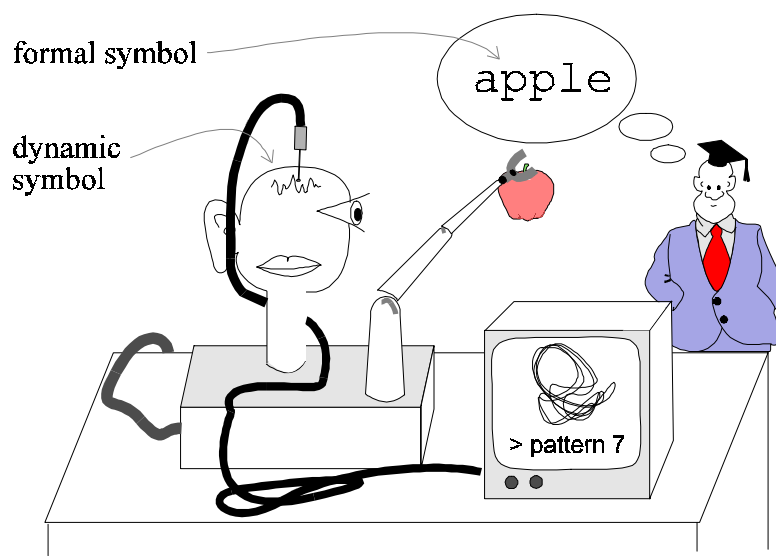 formal symbol
apple
dynamic
symbol
> pattern 7